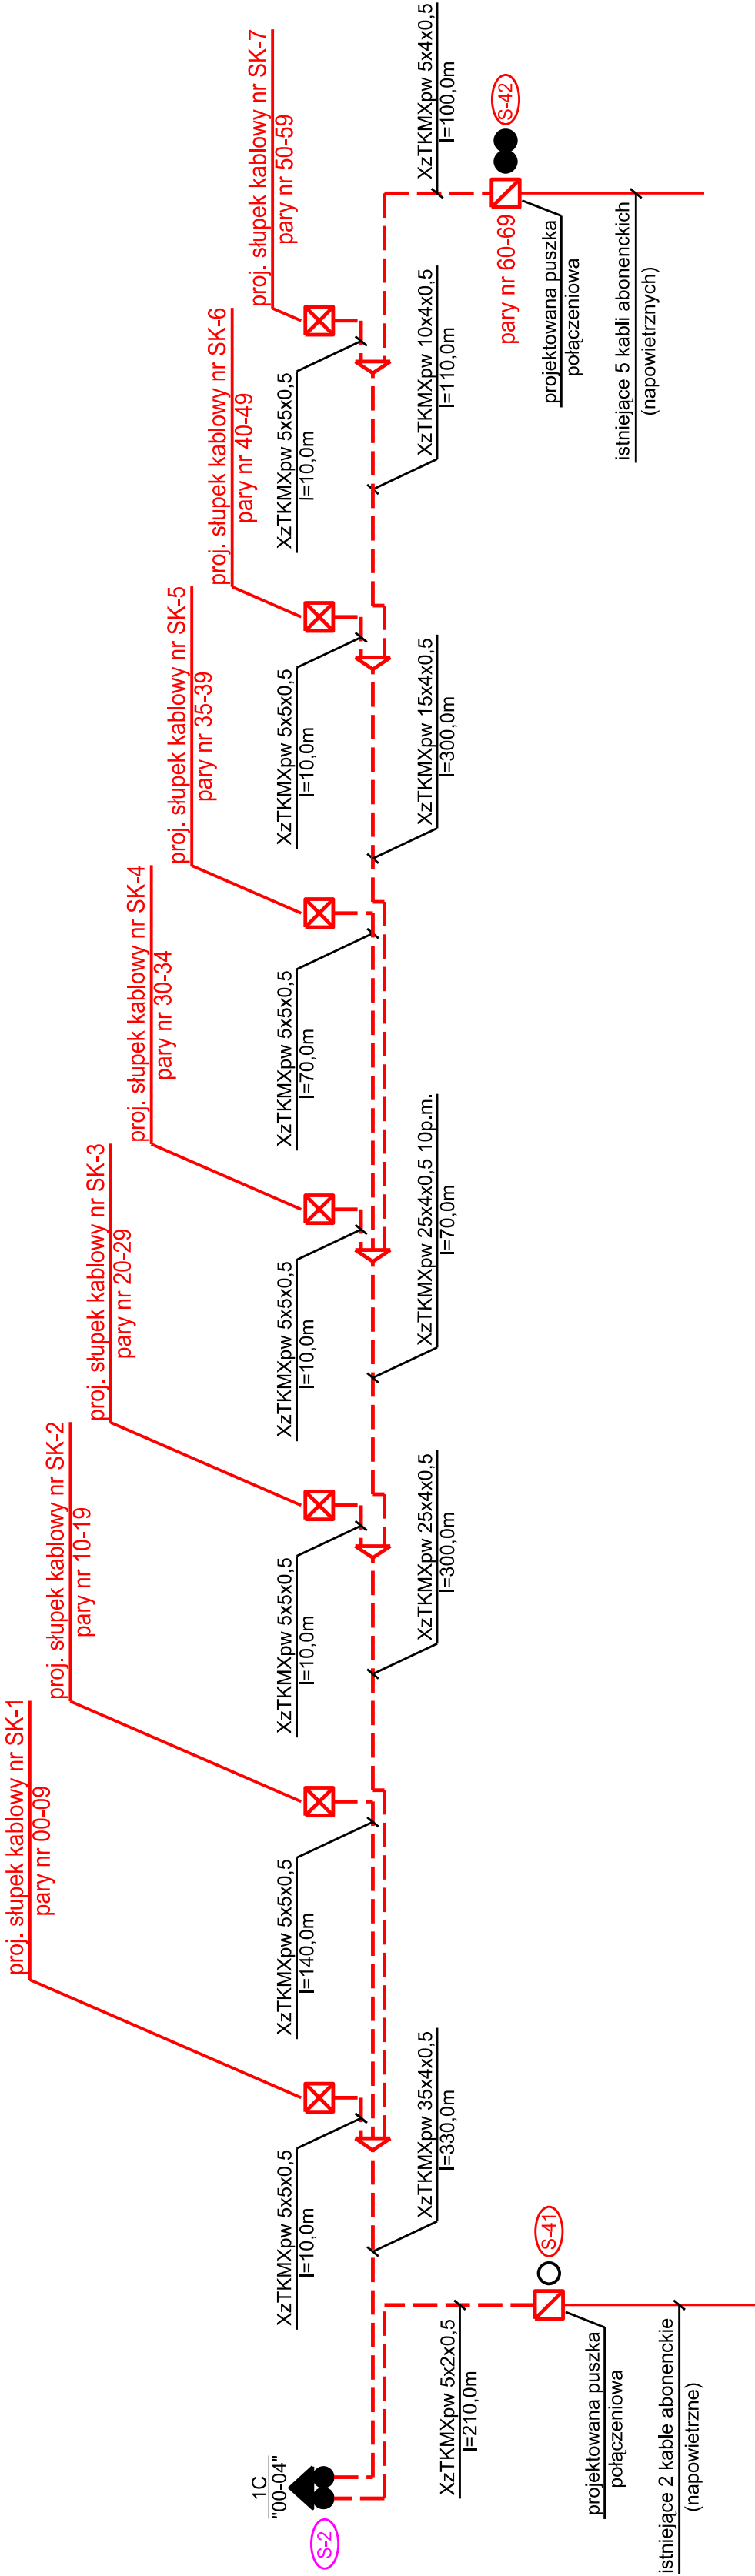 proj. słupek kablowy nr SK-1
pary nr 00-09
proj. słupek kablowy nr SK-2
pary nr 10-19
proj. słupek kablowy nr SK-3
pary nr 20-29
proj. słupek kablowy nr SK-4
pary nr 30-34
proj. słupek kablowy nr SK-5
pary nr 35-39
proj. słupek kablowy nr SK-6
pary nr 40-49
proj. słupek kablowy nr SK-7
pary nr 50-59
1C
"00-04"
S-2
XzTKMXpw 5x5x0,5
l=10,0m
XzTKMXpw 5x5x0,5
l=140,0m
XzTKMXpw 5x5x0,5
l=10,0m
XzTKMXpw 5x5x0,5
l=10,0m
XzTKMXpw 5x5x0,5
l=70,0m
XzTKMXpw 5x5x0,5
l=10,0m
XzTKMXpw 5x5x0,5
l=10,0m
XzTKMXpw 35x4x0,5
l=330,0m
XzTKMXpw 25x4x0,5
l=300,0m
XzTKMXpw 25x4x0,5 10p.m.
l=70,0m
XzTKMXpw 15x4x0,5
l=300,0m
XzTKMXpw 10x4x0,5
l=110,0m
XzTKMXpw 5x4x0,5
l=100,0m
XzTKMXpw 5x2x0,5
l=210,0m
S-41
projektowana puszka
połączeniowa
istniejące 2 kable abonenckie
(napowietrzne)
pary nr 60-69
S-42
projektowana puszka
połączeniowa
istniejące 5 kabli abonenckich
(napowietrznych)